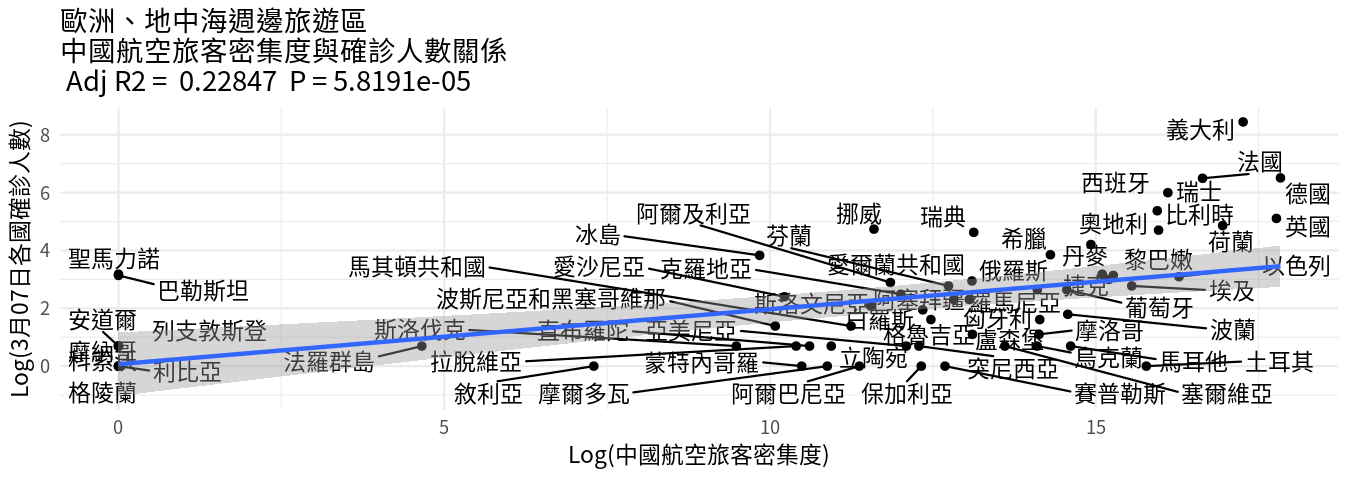 歐洲、地中海週邊旅遊區
中國航空旅客密集度與確診人數關係
Adj R2 = 0.22847 P = 5.8191e-05
Log(3月07日各國確診人數)
8
6
4
2
0
義大利
法國
西班牙
瑞士
德國
阿爾及利亞
挪威
瑞典
奧地利
比利時
英國
冰島
芬蘭
希臘
荷蘭
聖馬力諾
丹麥
黎巴嫩
馬其頓共和國
愛沙尼亞
克羅地亞
愛爾蘭共和國
俄羅斯
以色列
巴勒斯坦
捷克
埃及
波斯尼亞和黑塞哥維那
斯洛文尼亞
阿塞拜疆
羅馬尼亞
葡萄牙
安道爾
列支敦斯登
斯洛伐克
直布羅陀
亞美尼亞
白羅斯
匈牙利
格魯吉亞
盧森堡
摩洛哥
波蘭
法羅群島
拉脫維亞
蒙特內哥羅
立陶宛
突尼西亞
烏克蘭
馬耳他
土耳其
利比亞
格陵蘭
敘利亞
摩爾多瓦
阿爾巴尼亞
保加利亞
賽普勒斯
塞爾維亞
0
5
10
15
Log(中國航空旅客密集度)